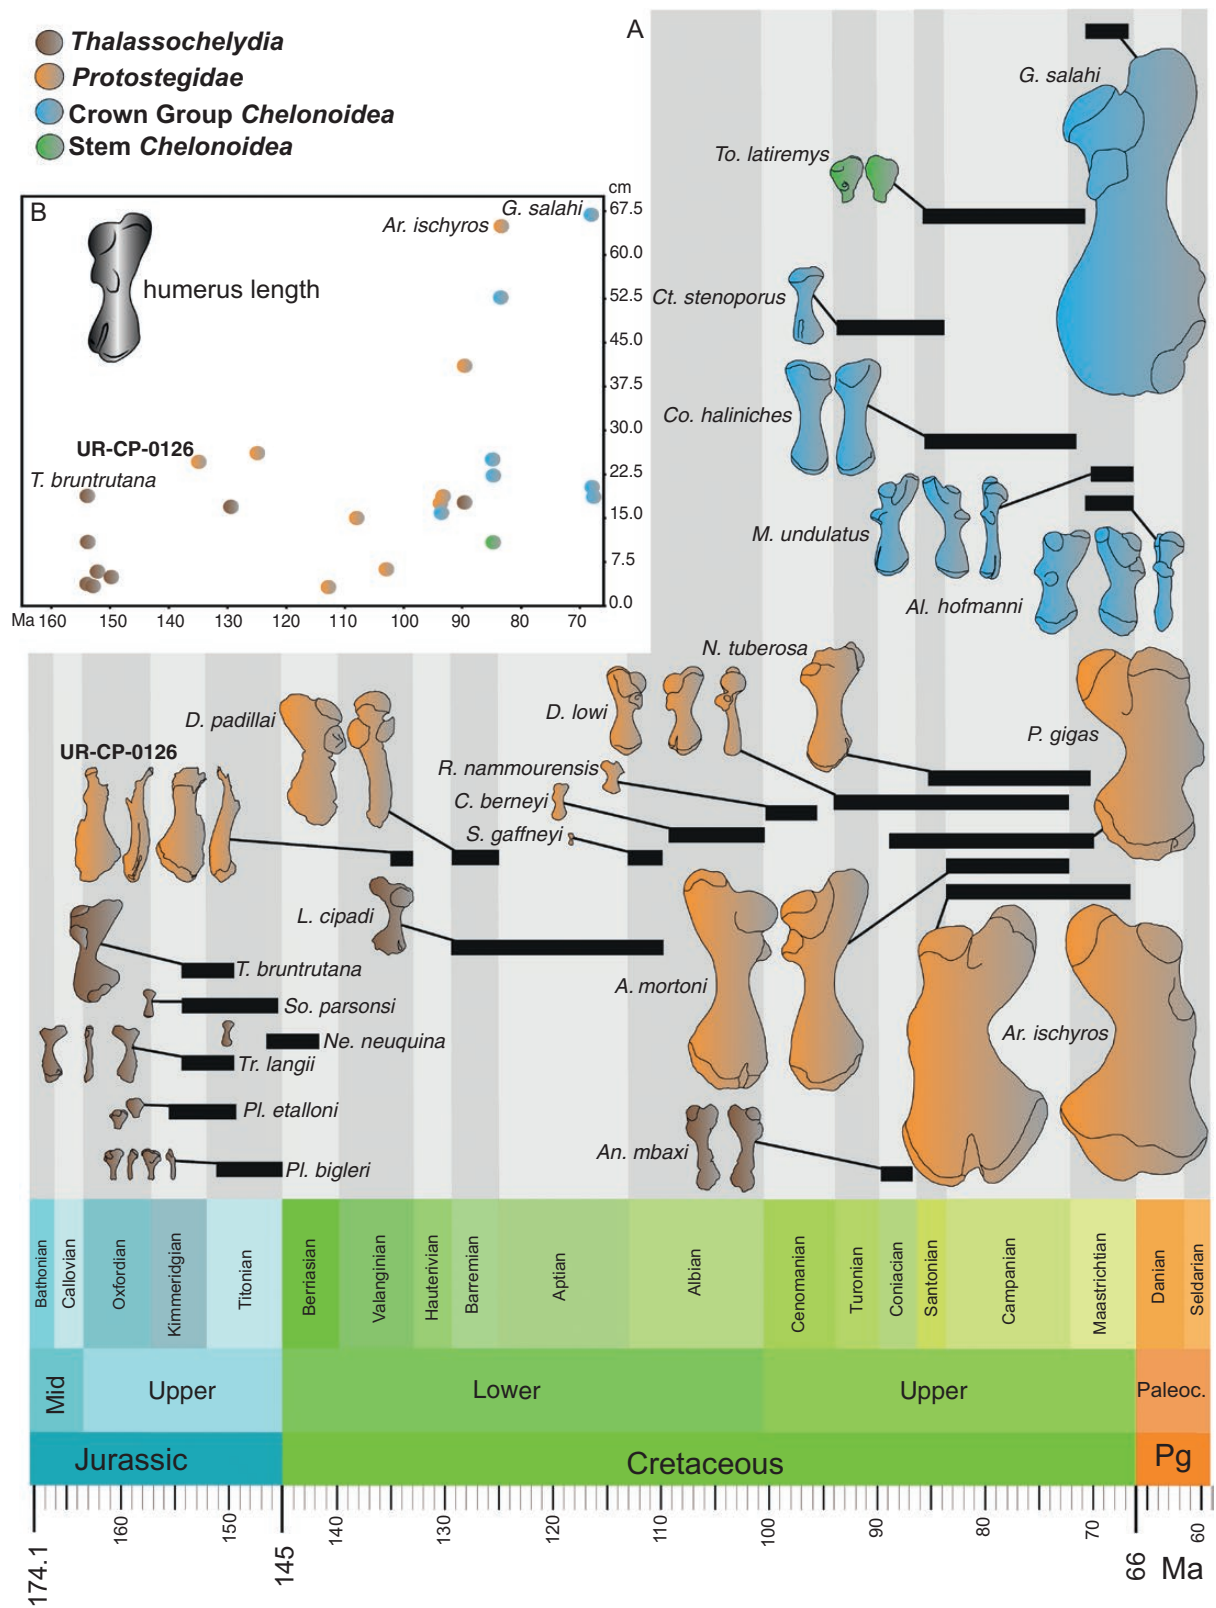 Thalassochelydia
Protostegidae
Crown Group Chelonoidea
Stem Chelonoidea
A
G. salahi
To. latiremys
Ct. stenoporus
Co. haliniches
M. undulatus
Al. hofmanni
B
cm
humerus length
G. salahi
Ar. ischyros
UR-CP-0126
T. bruntrutana
67.5
60.0
52.5
45.0
37.5
30.0
22.5
15.0
7.5
0.0
Ma 160 150 140 130 120 110 100 90 80 70
N. tuberosa
D. padillai
D. lowi
P. gigas
UR-CP-0126
R. nammourensis
C. berneyi
S. gaffneyi
L. cipadi
T. bruntrutana
A. mortoni
So. parsonsi
Ne. neuquina
Ar. ischyros
Tr. langii
Pl. etalloni
An. mbaxi
Pl. bigleri
Bathonian
Callovian
Oxfordian
Kimmeridgian
Titonian
Berriasian
Valanginian
Hauterivian
Barremian
Aptian
Albian
Cenomanian
Turonian
Coniacian
Santonian
Campanian
Maastrichtian
Danian
Seldarian
Mid
Upper
Lower
Upper
Paleoc.
Jurassic
Cretaceous
Pg
174.1
160
150
145
140
130
120
110
100
90
80
70
66
60
Ma